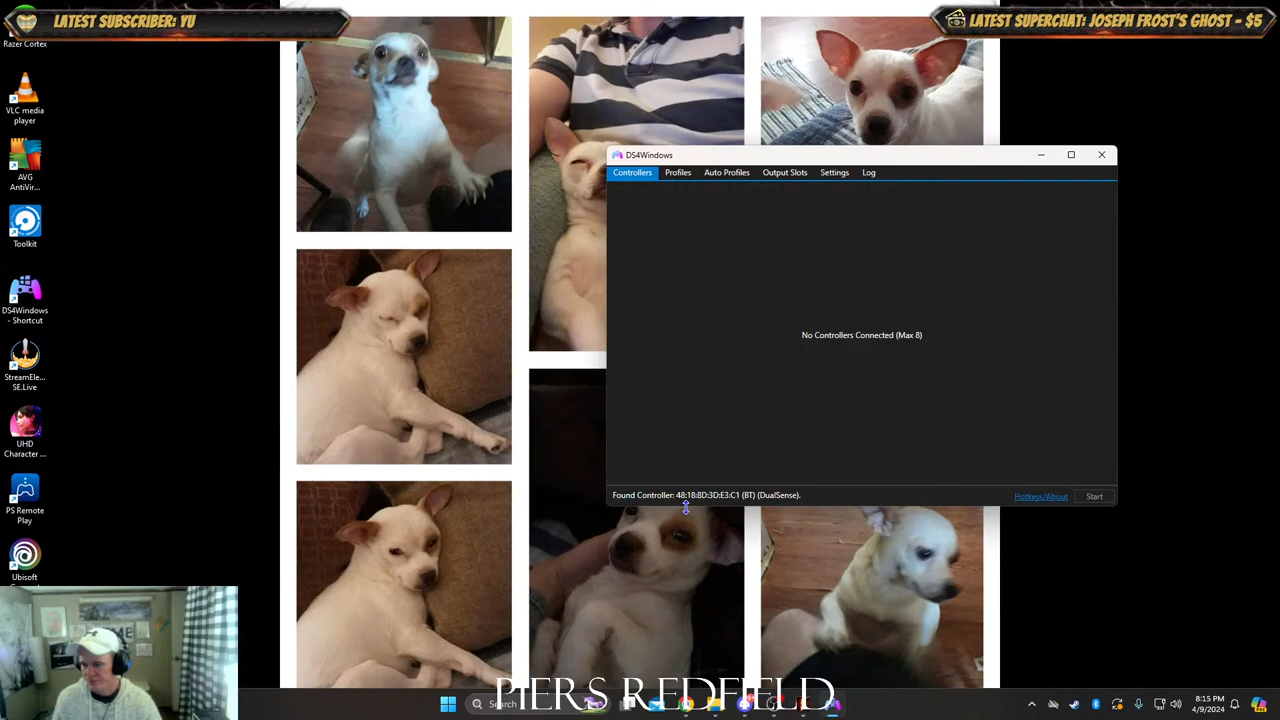 LATEST SUBSCRIBER: YU
LATEST SUPERCHAT: JOSEPH FROST'S GHOST - $5
Razer Cortex
VLC media
player
AVG
AntiVir...
Toolkit
DS4Windows
- Shortcut
StreamEle...
SE.Live
UHD
Character ...
PS Remote
Play
Ubisoft
DS4Windows
Controllers Profiles Auto Profiles Output Slots Settings Log
No Controllers Connected (Max 8)
Found Controller: 48:18:8D:3D:E3:C1 (BT) (DualSense).
Hotkeys/About Start
Search
PIERS REDFIELD
8:15 PM
4/9/2024